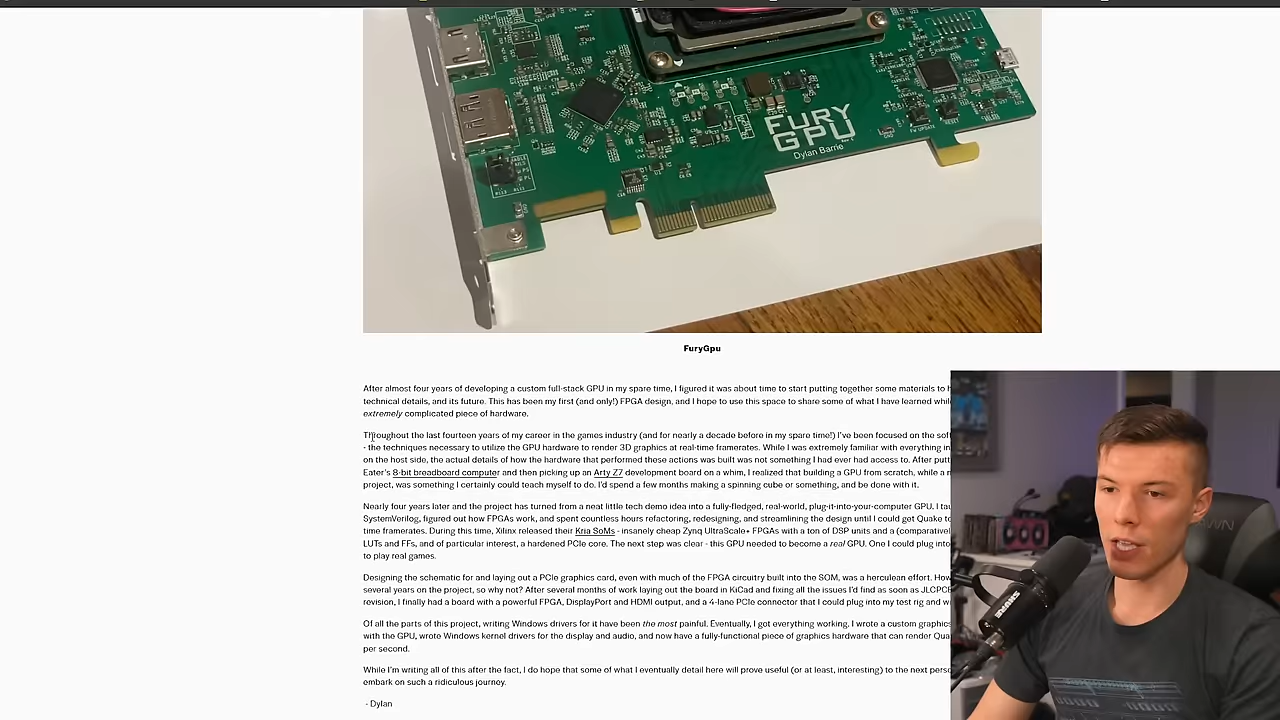 FURY
GPU
Dylan Barrie
FW UPDATE
RESET
FuryGpu
After almost four years of developing a custom full-stack GPU in my spare time, I figured it was about time to start putting together some materials to
technical details, and its future. This has been my first (and only!) FPGA design, and I hope to use this space to share some of what I have learned
extremely complicated piece of hardware.
Throughout the last fourteen years of my career in the games industry (and for nearly a decade before in my spare time!) I've been focused on the
- the techniques necessary to utilize the GPU hardware to render 3D graphics at real-time framerates. While I was extremely familiar with everything
on the host side, the actual details of how the hardware that performed these actions was built was not something I had ever had access to. After
Eater's 8-bit breadboard computer and then picking up an Arty Z7 development board on a whim, I realized that building a GPU from scratch, while a
project, was something I certainly could teach myself to do. I'd spend a few months making a spinning cube or something, and be done with it.
Nearly four years later and the project has turned from a neat little tech demo idea into a fully-fledged, real-world, plug-it-into-your-computer GPU. I
SystemVerilog, figured out how FPGAs work, and spent countless hours refactoring, redesigning, and streamlining the design until I could get Quake to
time framerates. During this time, Xilinx released their Kria SoMs - insanely cheap Zynq UltraScale+ FPGAs with a ton of DSP units and a
LUTs and FFs, and of particular interest, a hardened PCIe core. The next step was clear - this GPU needed to become a real GPU. One I could plug
to play real games.
Designing the schematic for and laying out a PCIe graphics card, even with much of the FPGA circuitry built into the SOM, was a herculean effort.
several years on the project, so why not? After several months of work laying out the board in KiCad and fixing all the issues I'd find as soon as
revision, I finally had a board with a powerful FPGA, DisplayPort and HDMI output, and a 4-lane PCIe connector that I could plug into my test rig and
Of all the parts of this project, writing Windows drivers for it have been the most painful. Eventually, I got everything working, I wrote a custom
with the GPU, wrote Windows kernel drivers for the display and audio, and now have a fully-functional piece of graphics hardware that can render
per second.
While I'm writing all of this after the fact, I do hope that some of what I eventually detail here will prove useful (or at least, interesting) to the next
embark on such a ridiculous journey.
- Dylan
SHURE